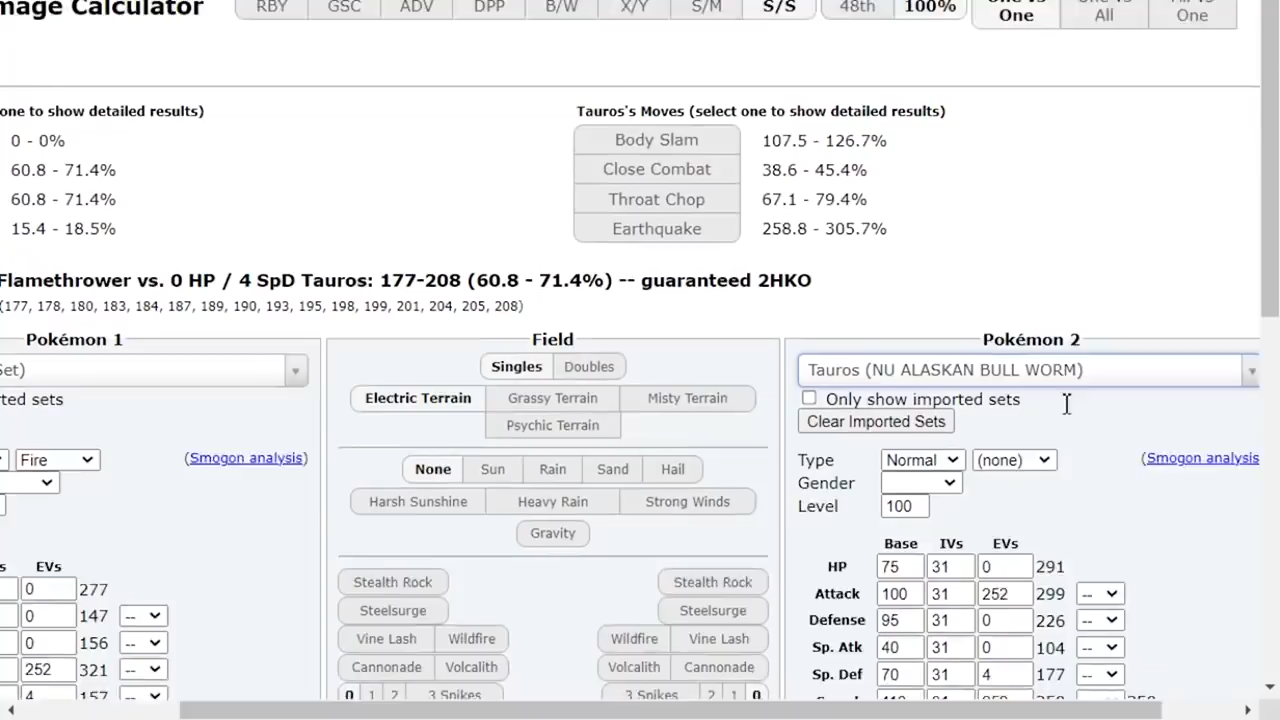 mage Calculator RBY GSC ADV DPP B/W X/Y S/M S/S 48th 100% One vs One One vs All All vs One
one to show detailed results) Tauros's Moves (select one to show detailed results)
0 - 0% Body Slam 107.5 - 126.7%
60.8 - 71.4% Close Combat 38.6 - 45.4%
60.8 - 71.4% Throat Chop 67.1 - 79.4%
15.4 - 18.5% Earthquake 258.8 - 305.7%
Flamethrower vs. 0 HP / 4 SpD Tauros: 177-208 (60.8 - 71.4%) -- guaranteed 2HKO
(177, 178, 180, 183, 184, 187, 189, 190, 193, 195, 198, 199, 201, 204, 205, 208)
Pokémon 1 Field Pokémon 2
Set) Singles Doubles Tauros (NU ALASKAN BULL WORM)
ted sets Electric Terrain Grassy Terrain Misty Terrain Only show imported sets
Psychic Terrain Clear Imported Sets
Fire (Smogon analysis) None Sun Rain Sand Hail Type Normal (none) (Smogon analysis
Gender
Harsh Sunshine Heavy Rain Strong Winds Level 100
Gravity
Base IVs EVs
s EVs HP 75 31 0 291
0 277 Stealth Rock Stealth Rock Attack 100 31 252 299 --
0 147 -- Steelsurge Steelsurge Defense 95 31 0 226 --
0 156 -- Vine Lash Wildfire Wildfire Vine Lash Sp. Atk 40 31 0 104 --
252 321 -- Cannonade Volcalith Volcalith Cannonade Sp. Def 70 31 4 177 --
4 157 0 1 2 3 Spikes 3 Spikes 2 1 0